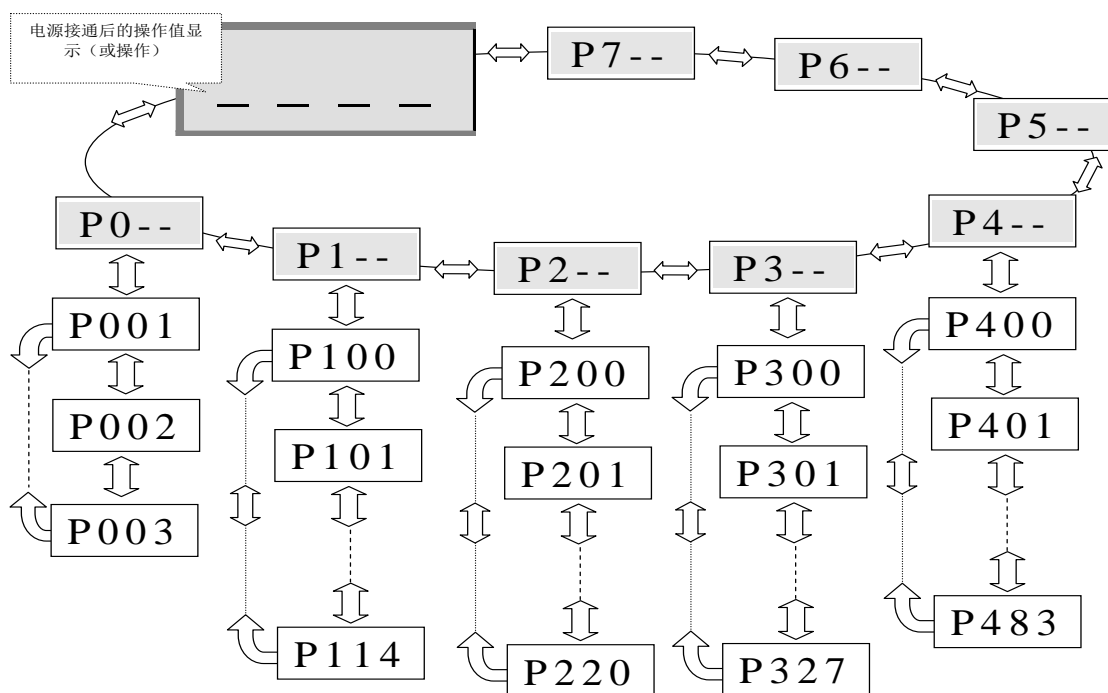 电源接通后的操作值显
示（或操作）
— — — —
P7--
P6--
P5--
P0--
P1--
P2--
P3--
P4--
P001
P002
P003
P100
P101
P114
P200
P201
P220
P300
P301
P327
P400
P401
P483